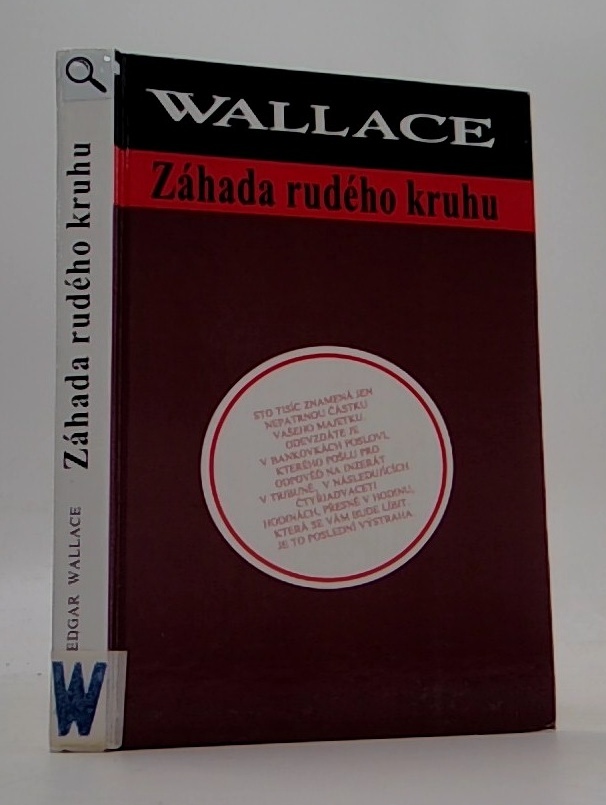 WALLACE
Záhada rudého kruhu
STO TISÍC ZNAMENÁ JEN
NEPATRNOU ČÁSTKU
VAŠEHO MAJETKU.
ODEVZDÁTE JE
V BANKOVKÁCH POSLOVI,
KTERÉHO POŠLU PRO
ODPOVĚĎ NA INZERÁT
V TRIBUNĚ, V NÁSLEDUJÍCÍCH
ČTYŘIADVACETI
HODINÁCH, PŘESNĚ V HODINU,
KTERÁ SE VÁM BUDE LÍBIT.
JE TO POSLEDNÍ VÝSTRAHA.
EDGAR WALLACE
Záhada rudého kruhu
W